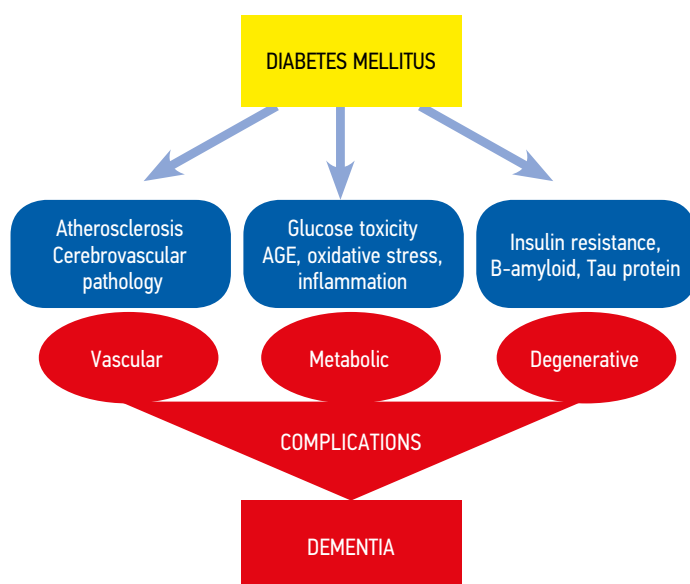 DIABETES MELLITUS
Atherosclerosis
Cerebrovascular
pathology
Glucose toxicity
AGE, oxidative stress,
inflammation
Insulin resistance,
B-amyloid, Tau protein
Vascular
Metabolic
Degenerative
COMPLICATIONS
DEMENTIA